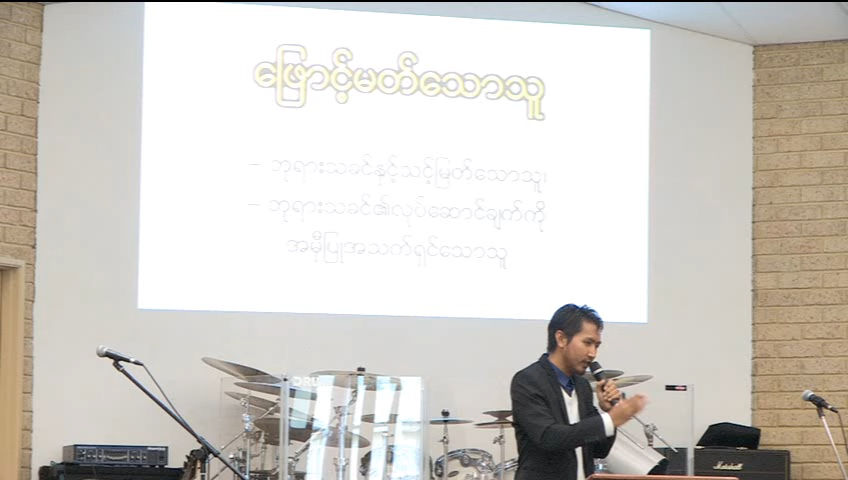 ဖြောင့်မတ်သောသူ
– ဘုရားသခင်နှင့်သင့်မြတ်သောသူ၊
– ဘုရားသခင်၏လုပ်ဆောင်ချက်ကို
အမှီပြုအသက်ရှင်သောသူ
DRU
Marshall